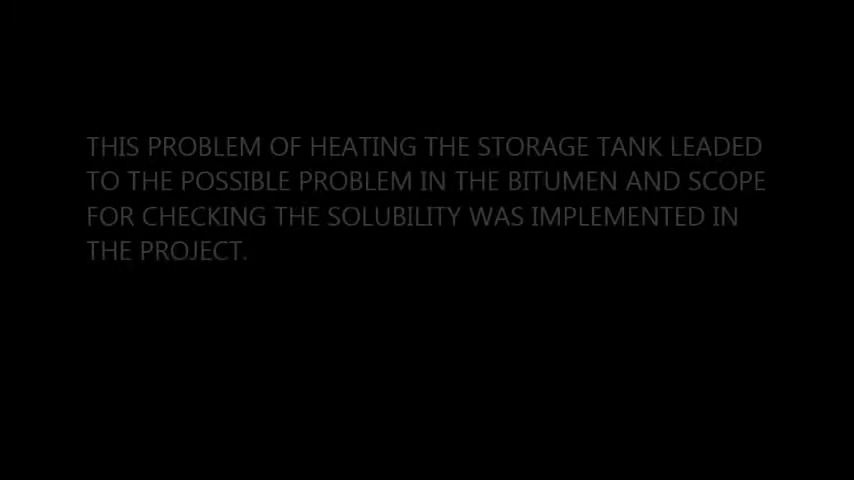 THIS PROBLEM OF HEATING THE STORAGE TANK LEADED
TO THE POSSIBLE PROBLEM IN THE BITUMEN AND SCOPE
FOR CHECKING THE SOLUBILITY WAS IMPLEMENTED IN
THE PROJECT.